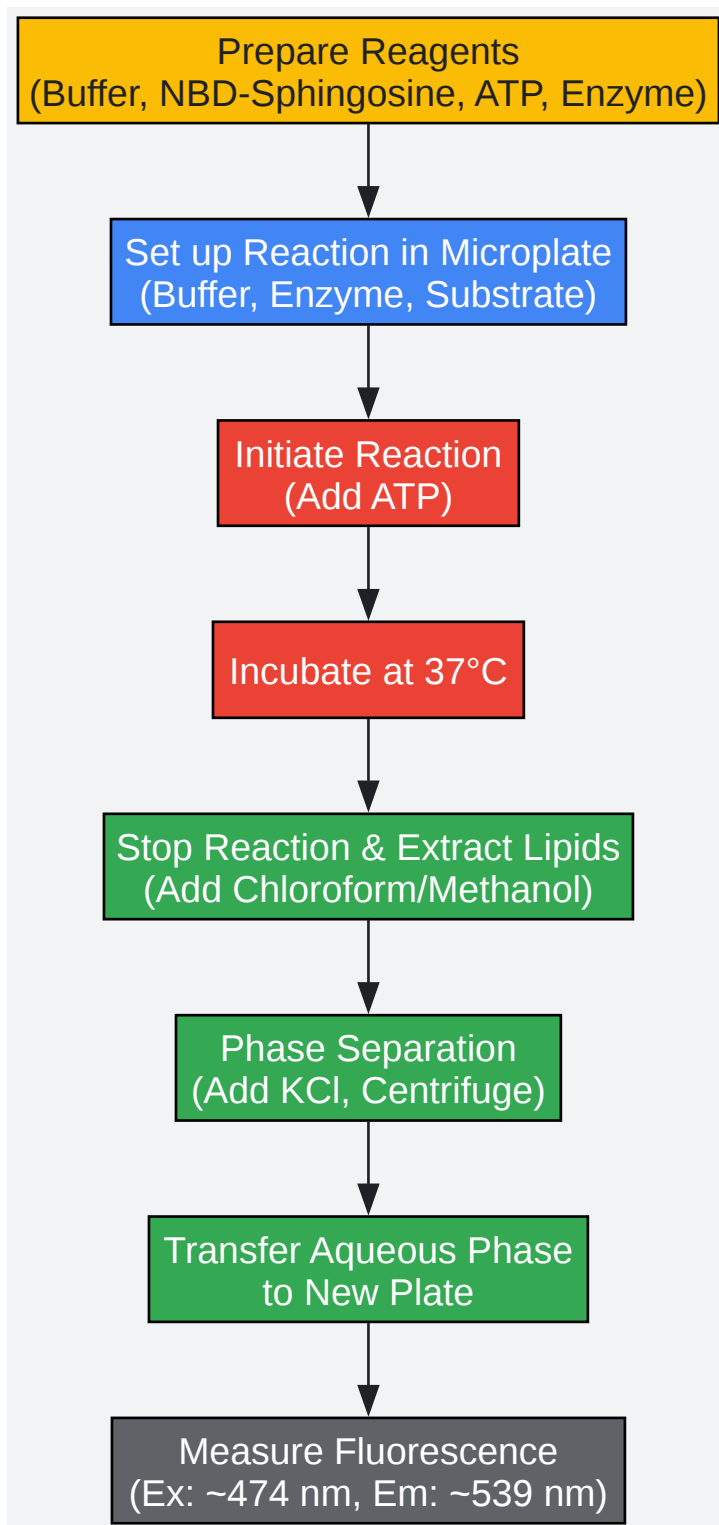 Prepare Reagents
(Buffer, NBD-Sphingosine, ATP, Enzyme)
Set up Reaction in Microplate
(Buffer, Enzyme, Substrate)
Initiate Reaction
(Add ATP)
Incubate at 37°C
Stop Reaction & Extract Lipids
(Add Chloroform/Methanol)
Phase Separation
(Add KCl, Centrifuge)
Transfer Aqueous Phase
to New Plate
Measure Fluorescence
(Ex: ~474 nm, Em: ~539 nm)